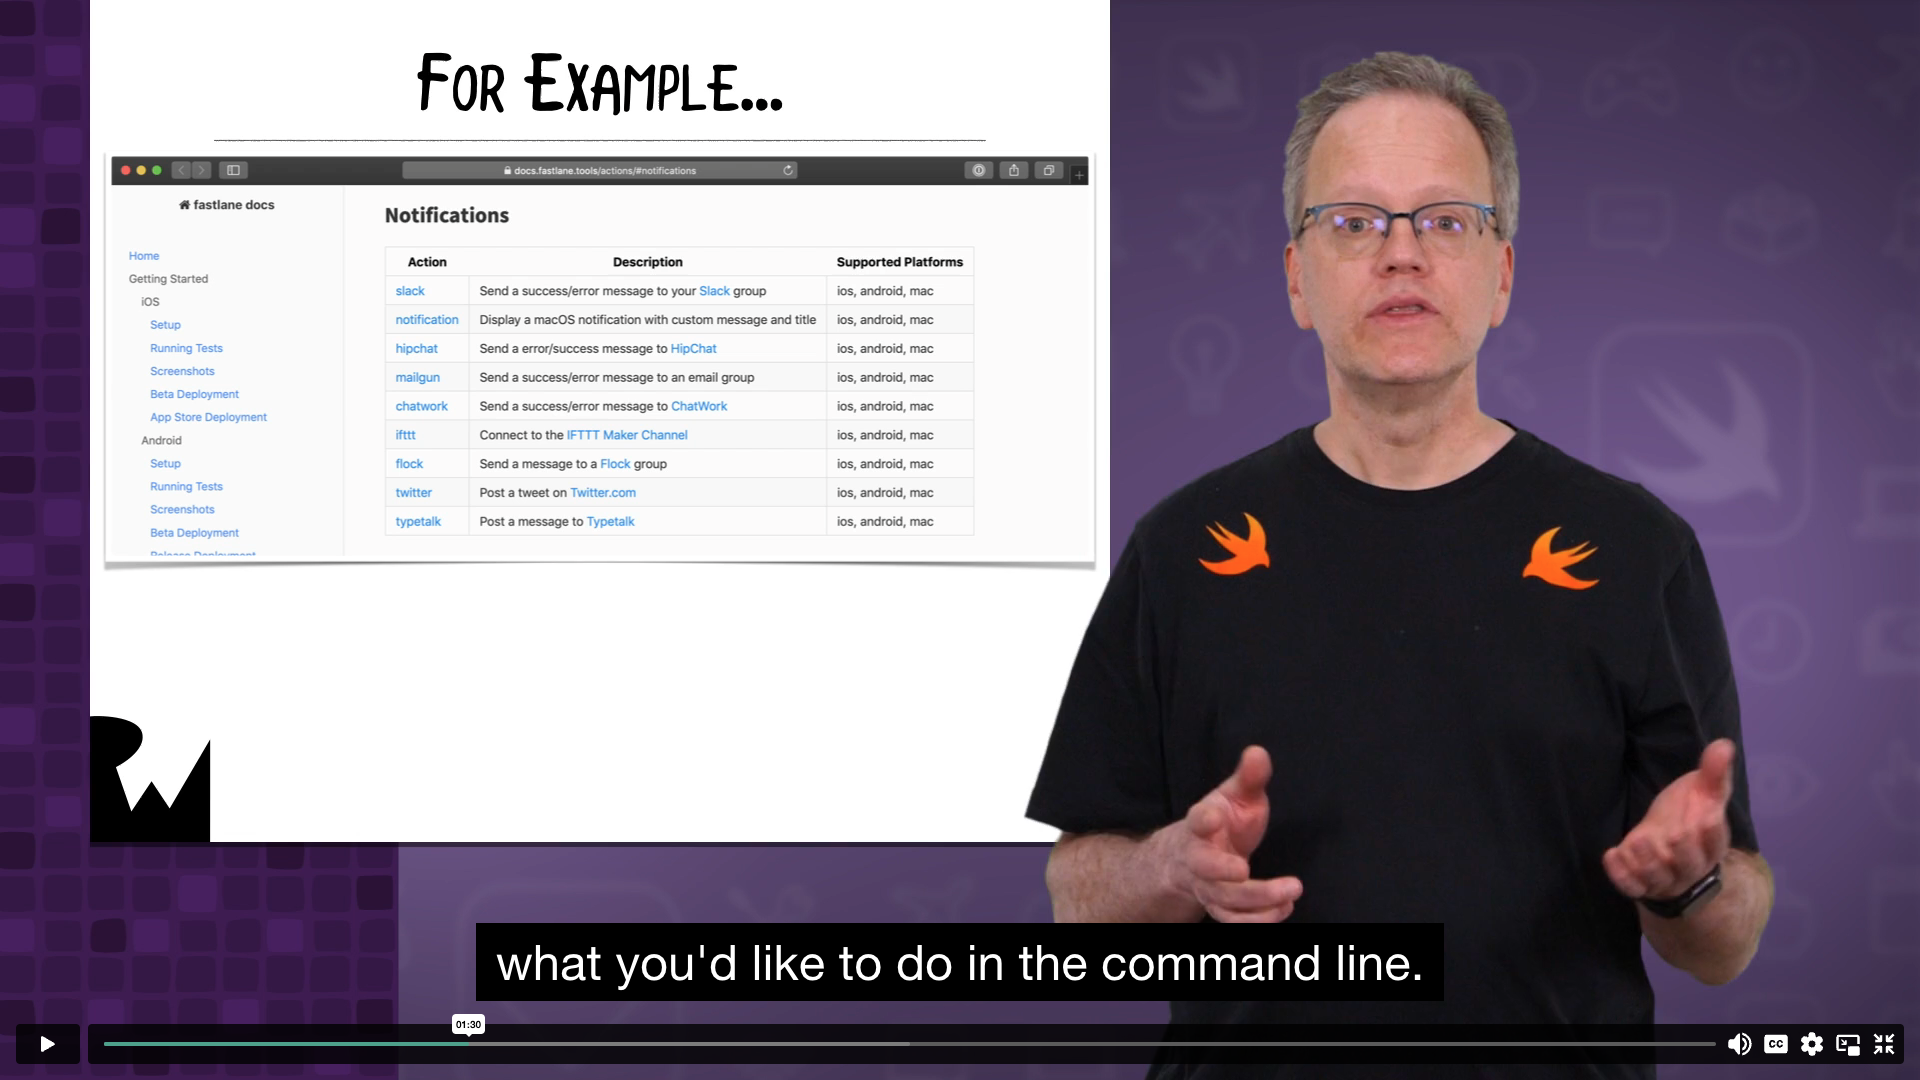 For Example...
docs.fastlane.tools/actions/#notifications
fastlane docs
Home
Getting Started
iOS
Setup
Running Tests
Screenshots
Beta Deployment
App Store Deployment
Android
Setup
Running Tests
Screenshots
Beta Deployment
Release Deployment
Notifications
Action Description Supported Platforms
slack Send a success/error message to your Slack group ios, android, mac
notification Display a macOS notification with custom message and title ios, android, mac
hipchat Send a error/success message to HipChat ios, android, mac
mailgun Send a success/error message to an email group ios, android, mac
chatwork Send a success/error message to ChatWork ios, android, mac
ifttt Connect to the IFTTT Maker Channel ios, android, mac
flock Send a message to a Flock group ios, android, mac
twitter Post a tweet on Twitter.com ios, android, mac
typetalk Post a message to Typetalk ios, android, mac
RW
what you'd like to do in the command line.
01:30
CC